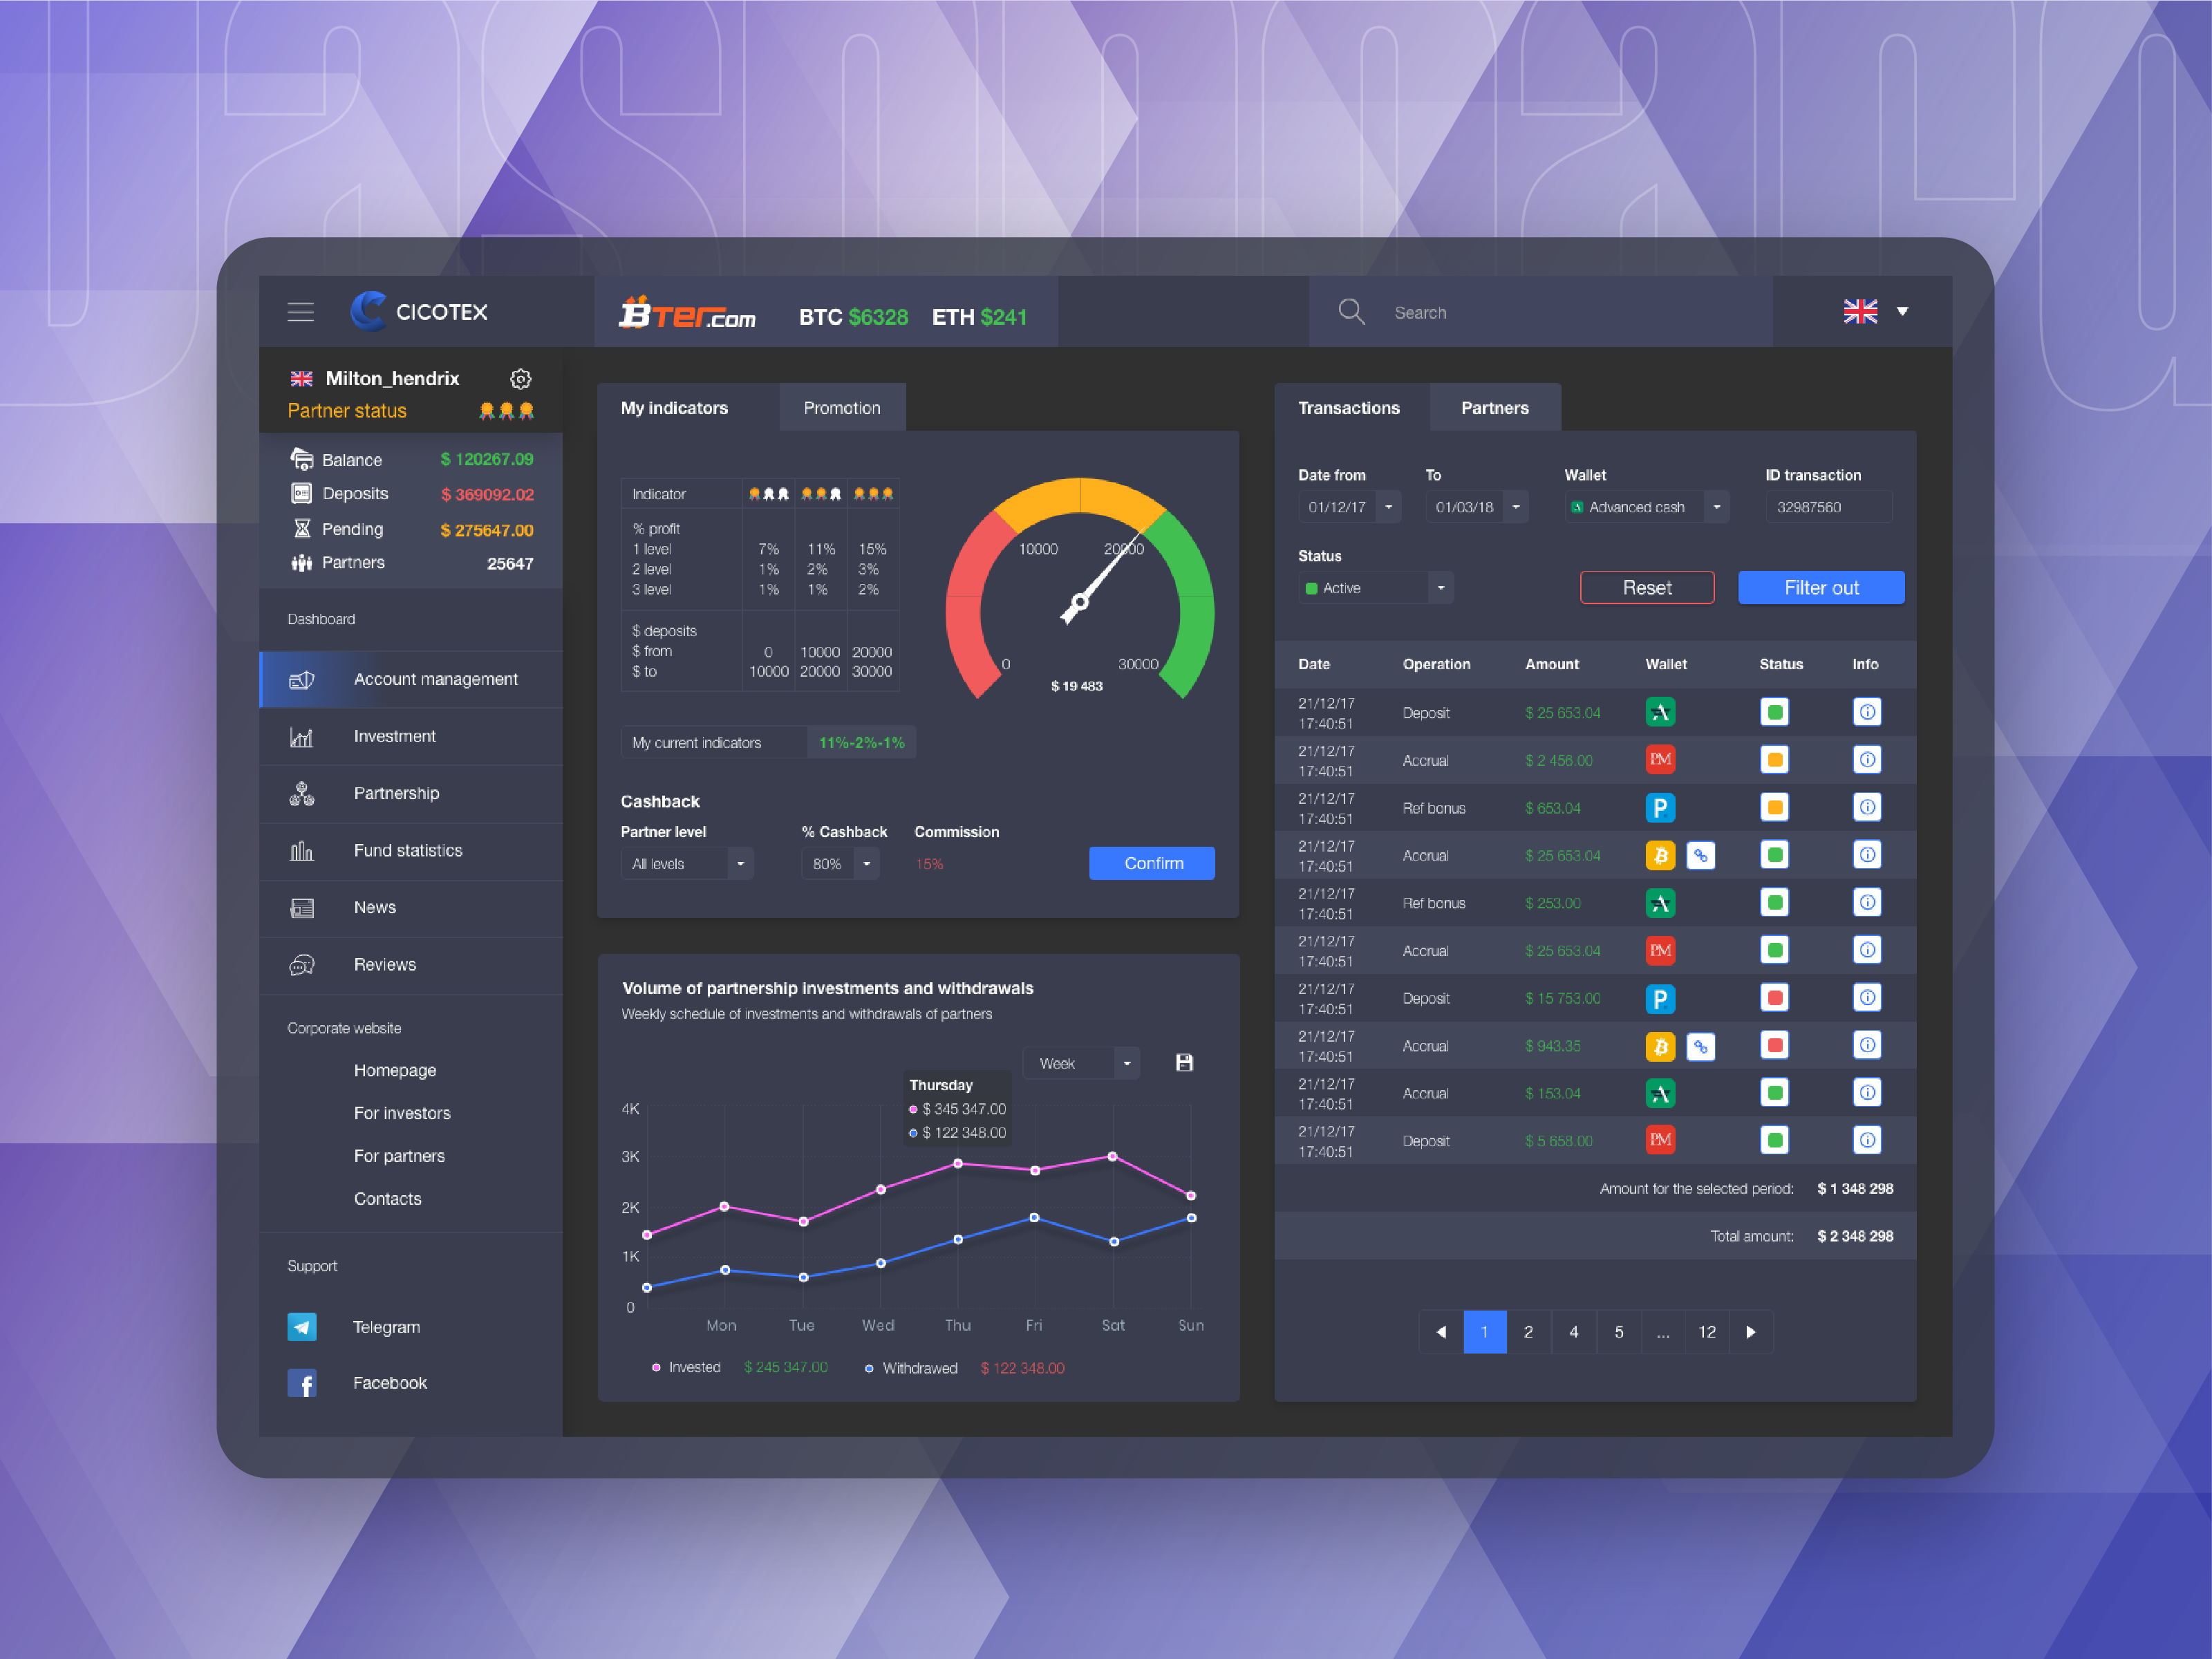 Dashboard
CICOTEX
BTER.com BTC $6328 ETH $241
Search
Milton_hendrix
Partner status
Balance $ 120267.09
Deposits $ 369092.02
Pending $ 275647.00
Partners 25647
Dashboard
Account management
Investment
Partnership
Fund statistics
News
Reviews
Corporate website
Homepage
For investors
For partners
Contacts
Support
Telegram
Facebook
My indicators Promotion
Indicator
% profit
1 level 7% 11% 15%
2 level 1% 2% 3%
3 level 1% 1% 2%
$ deposits
$ from 0 10000 20000
$ to 10000 20000 30000
10000 20000
0 30000
$ 19 483
My current indicators 11%-2%-1%
Cashback
Partner level % Cashback Commission
All levels 80% 15% Confirm
Volume of partnership investments and withdrawals
Weekly schedule of investments and withdrawals of partners
Week
Thursday
$ 345 347.00
$ 122 348.00
4K
3K
2K
1K
0
Mon Tue Wed Thu Fri Sat Sun
Invested $ 245 347.00 Withdrawed $ 122 348.00
Transactions Partners
Date from To Wallet ID transaction
01/12/17 01/03/18 Advanced cash 32987560
Status
Active Reset Filter out
Date Operation Amount Wallet Status Info
21/12/17
17:40:51 Deposit $ 25 653.04
21/12/17
17:40:51 Accrual $ 2 456.00 PM
21/12/17
17:40:51 Ref bonus $ 653.04 P
21/12/17
17:40:51 Accrual $ 25 653.04
21/12/17
17:40:51 Ref bonus $ 253.00
21/12/17
17:40:51 Accrual $ 25 653.04 PM
21/12/17
17:40:51 Deposit $ 15 753.00 P
21/12/17
17:40:51 Accrual $ 943.35
21/12/17
17:40:51 Accrual $ 153.04
21/12/17
17:40:51 Deposit $ 5 658.00 PM
Amount for the selected period: $ 1 348 298
Total amount: $ 2 348 298
1 2 4 5 ... 12